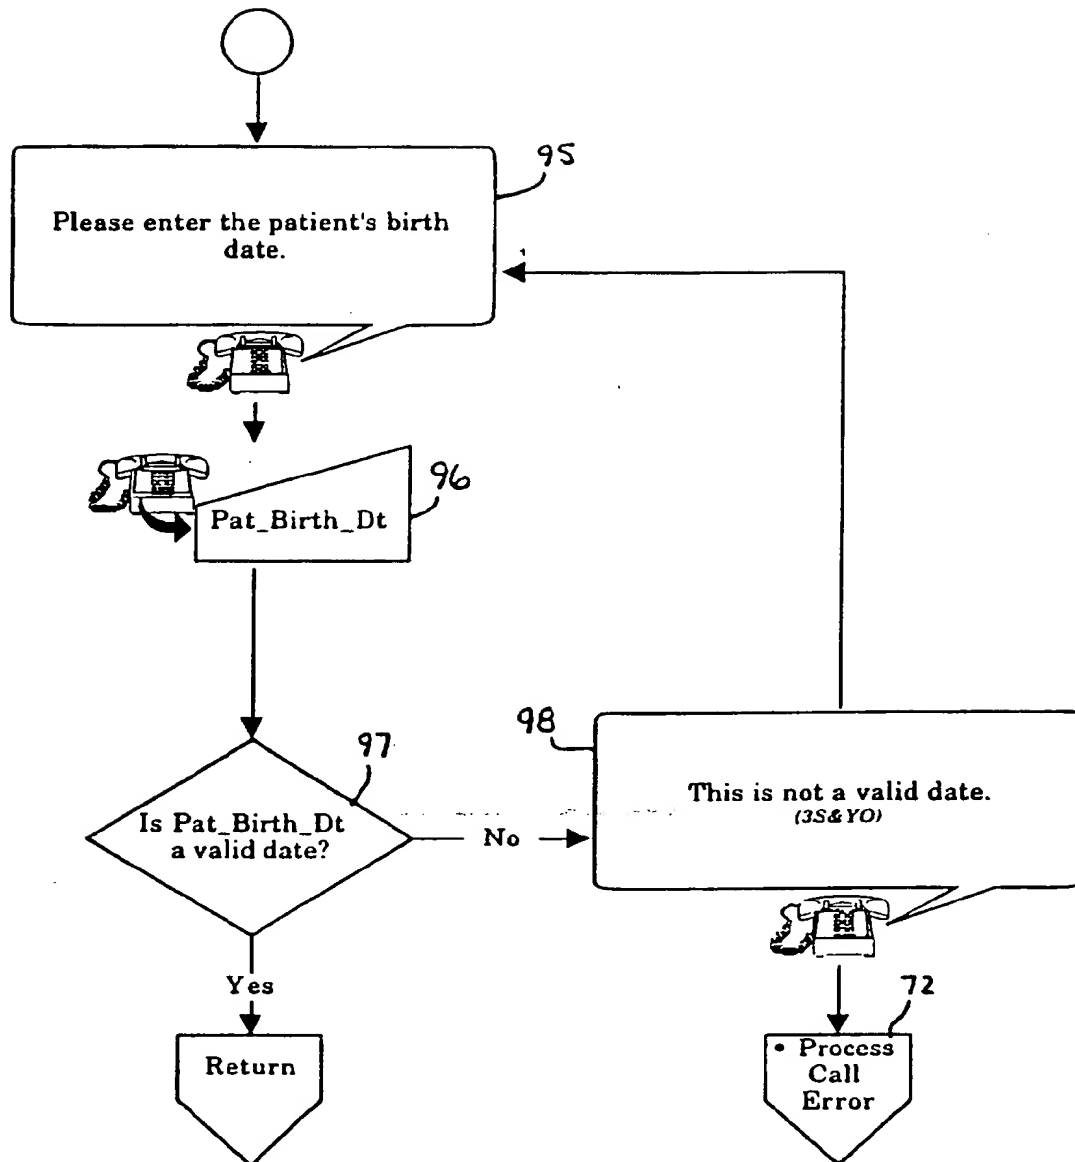 95
Please enter the patient's birth
date.
96
Pat_Birth_Dt
97
Is Pat_Birth_Dt
a valid date?
No
98
This is not a valid date.
(3S&YO)
Yes
Return
72
• Process
Call
Error